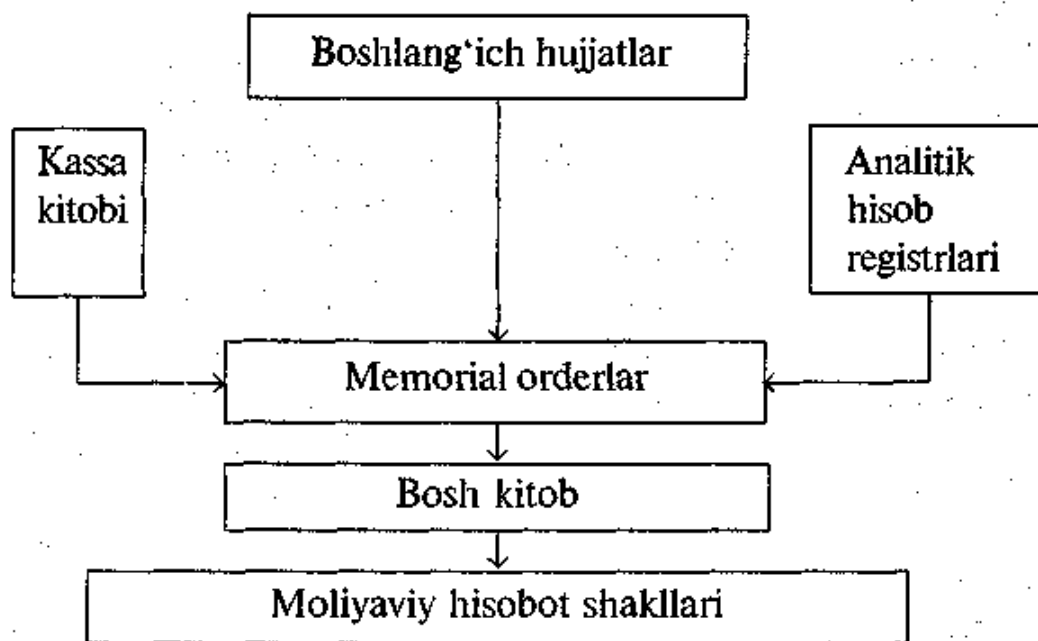 Boshlang‘ich hujjatlar
Kassa
kitobi
Analitik
hisob
registrlari
Memorial orderlar
Bosh kitob
Moliyaviy hisobot shakllari